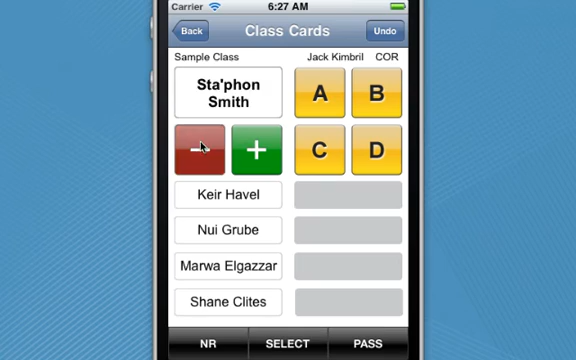 Carrier 6:27 AM
Back Class Cards Undo
Sample Class Jack Kimbril COR
Sta'phon
Smith
A B
− + C D
Keir Havel
Nui Grube
Marwa Elgazzar
Shane Clites
NR SELECT PASS